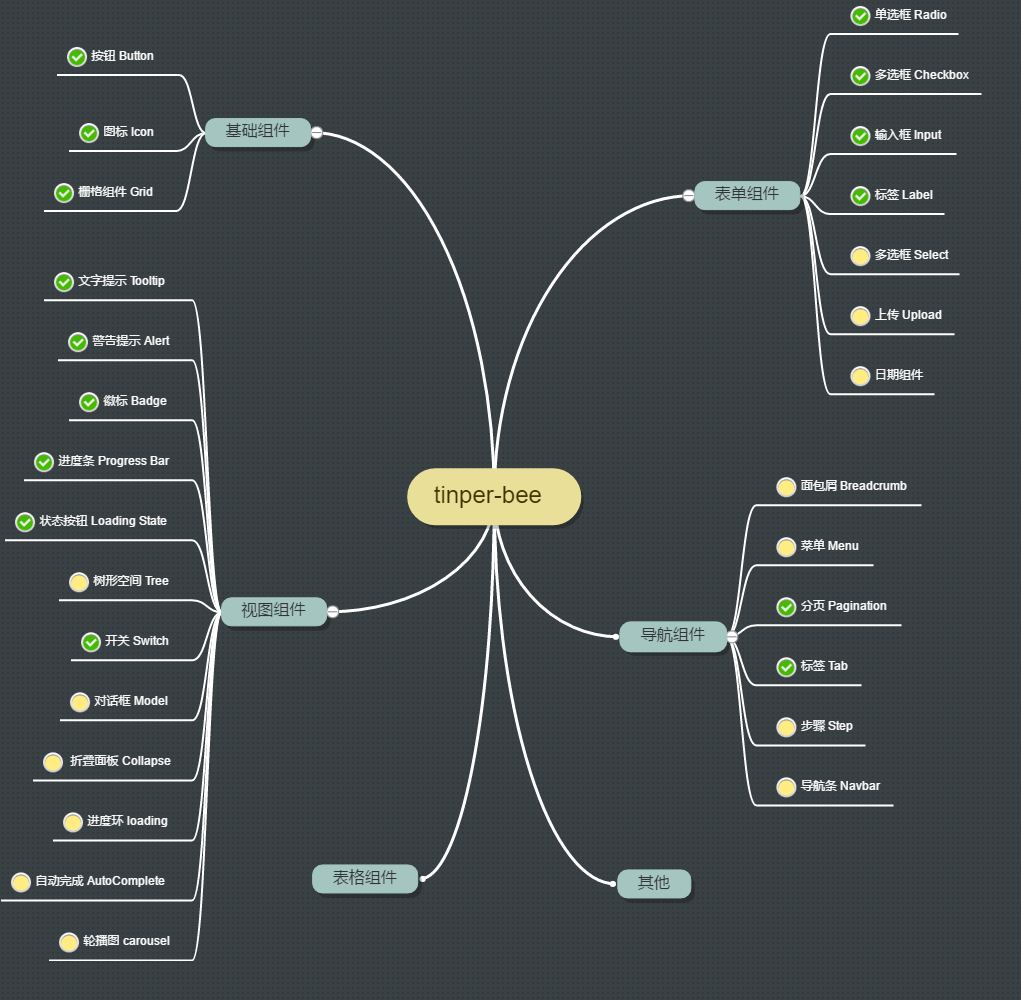 tinper-bee
基础组件
按钮 Button
图标 Icon
栅格组件 Grid
表单组件
单选框 Radio
多选框 Checkbox
输入框 Input
标签 Label
多选框 Select
上传 Upload
日期组件
视图组件
文字提示 Tooltip
警告提示 Alert
徽标 Badge
进度条 Progress Bar
状态按钮 Loading State
树形空间 Tree
开关 Switch
对话框 Model
折叠面板 Collapse
进度环 loading
自动完成 AutoComplete
轮播图 carousel
导航组件
面包屑 Breadcrumb
菜单 Menu
分页 Pagination
标签 Tab
步骤 Step
导航条 Navbar
表格组件
其他